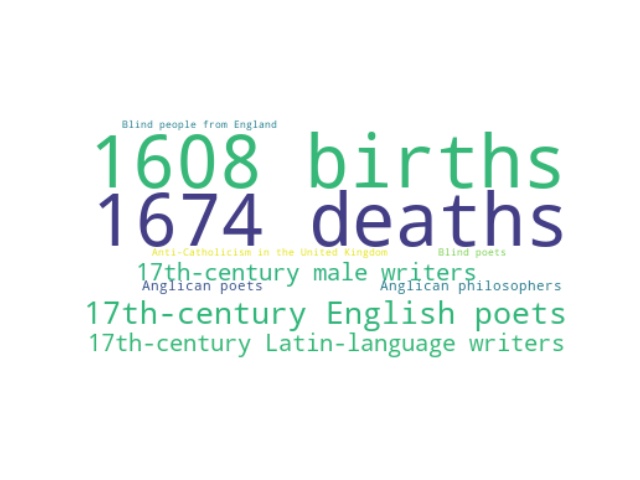 Blind people from England
1608 births
1674 deaths
Anti-Catholicism in the United Kingdom
Blind poets
17th-century male writers
Anglican poets
Anglican philosophers
17th-century English poets
17th-century Latin-language writers